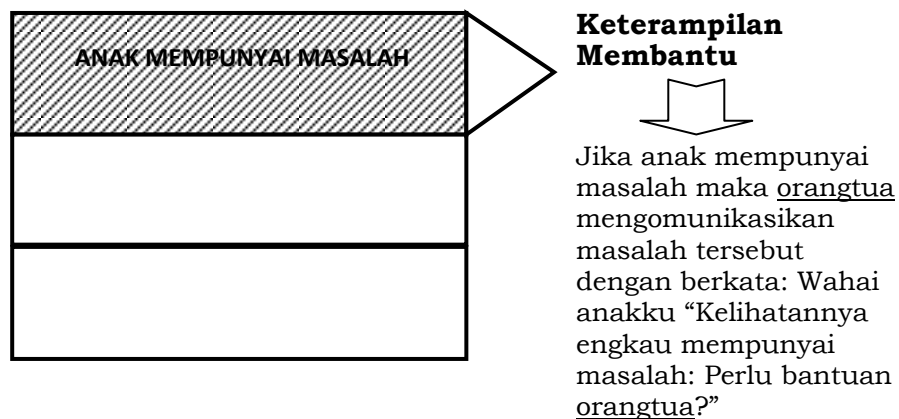 ANAK MEMPUNYAI MASALAH
Keterampilan
Membantu
Jika anak mempunyai
masalah maka orangtua
mengomunikasikan
masalah tersebut
dengan berkata: Wahai
anakku “Kelihatannya
engkau mempunyai
masalah: Perlu bantuan
orangtua?”